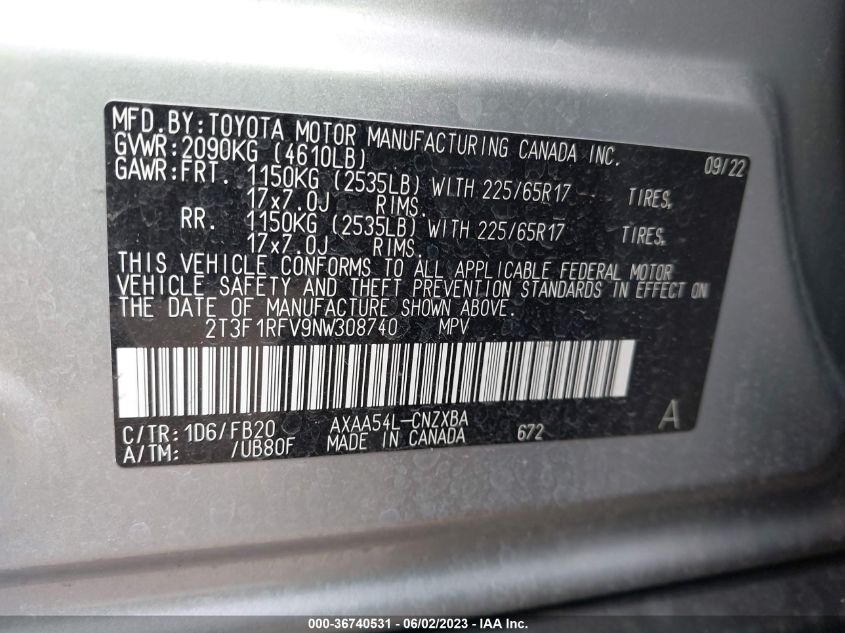 MFD.BY:TOYOTA MOTOR MANUFACTURING CANADA INC. 09/22
GVWR:2090KG (4610LB)
GAWR:FRT. 1150KG (2535LB) WITH 225/65R17 TIRES,
17x7.0J RIMS.
RR. 1150KG (2535LB) WITH 225/65R17 TIRES,
17x7.0J RIMS.
THIS VEHICLE CONFORMS TO ALL APPLICABLE FEDERAL MOTOR
VEHICLE SAFETY AND THEFT PREVENTION STANDARDS IN EFFECT ON
THE DATE OF MANUFACTURE SHOWN ABOVE.
2T3F1RFV9NW308740 MPV
C/TR: 1D6/FB20 AXAA54L-CNZXBA A
A/TM: /UB80F MADE IN CANADA 672
000-36740531 - 06/02/2023 - IAA Inc.